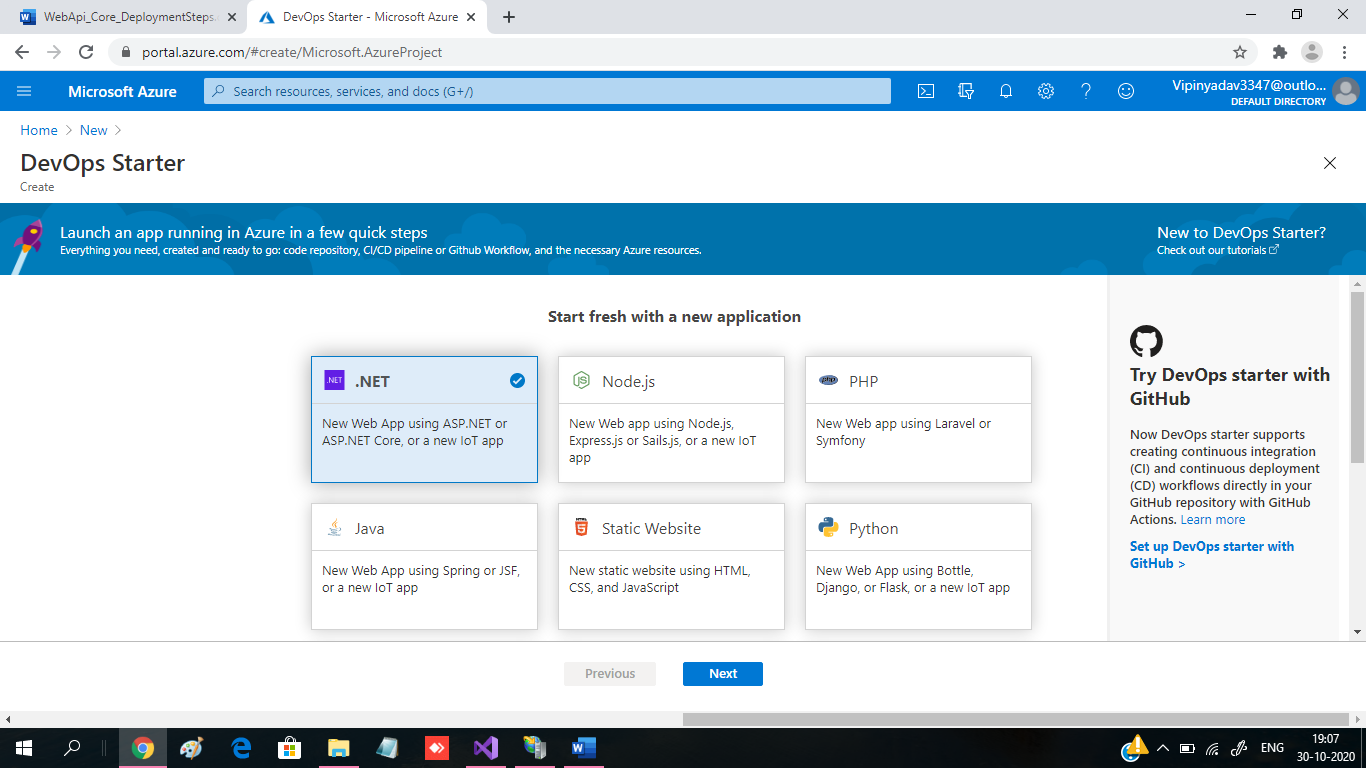 WebApi_Core_DeploymentSteps.
DevOps Starter - Microsoft Azure
portal.azure.com/#create/Microsoft.AzureProject
Microsoft Azure
Search resources, services, and docs (G+/)
Vipinyadav3347@outlo...
DEFAULT DIRECTORY
Home > New >
DevOps Starter
Create
Launch an app running in Azure in a few quick steps
Everything you need, created and ready to go: code repository, CI/CD pipeline or Github Workflow, and the necessary Azure resources.
New to DevOps Starter?
Check out our tutorials
Start fresh with a new application
.NET
.NET
New Web App using ASP.NET or
ASP.NET Core, or a new IoT app
Node.js
New Web app using Node.js,
Express.js or Sails.js, or a new IoT
app
PHP
New Web app using Laravel or
Symfony
Java
New Web App using Spring or JSF,
or a new IoT app
Static Website
New static website using HTML,
CSS, and JavaScript
Python
New Web App using Bottle,
Django, or Flask, or a new IoT app
Try DevOps starter with
GitHub
Now DevOps starter supports
creating continuous integration
(CI) and continuous deployment
(CD) workflows directly in your
GitHub repository with GitHub
Actions. Learn more
Set up DevOps starter with
GitHub >
Previous
Next
ENG
19:07
30-10-2020